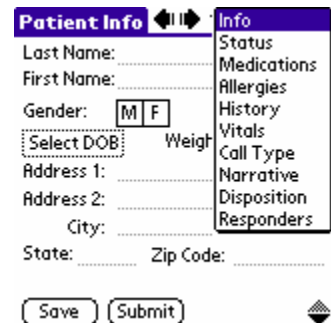 Patient Info
Last Name:
First Name:
Gender: M F
Select DOB
Address 1:
Address 2:
City:
State: Zip Code:
Save Submit
Info
Status
Medications
Allergies
History
Vitals
Call Type
Narrative
Disposition
Responders